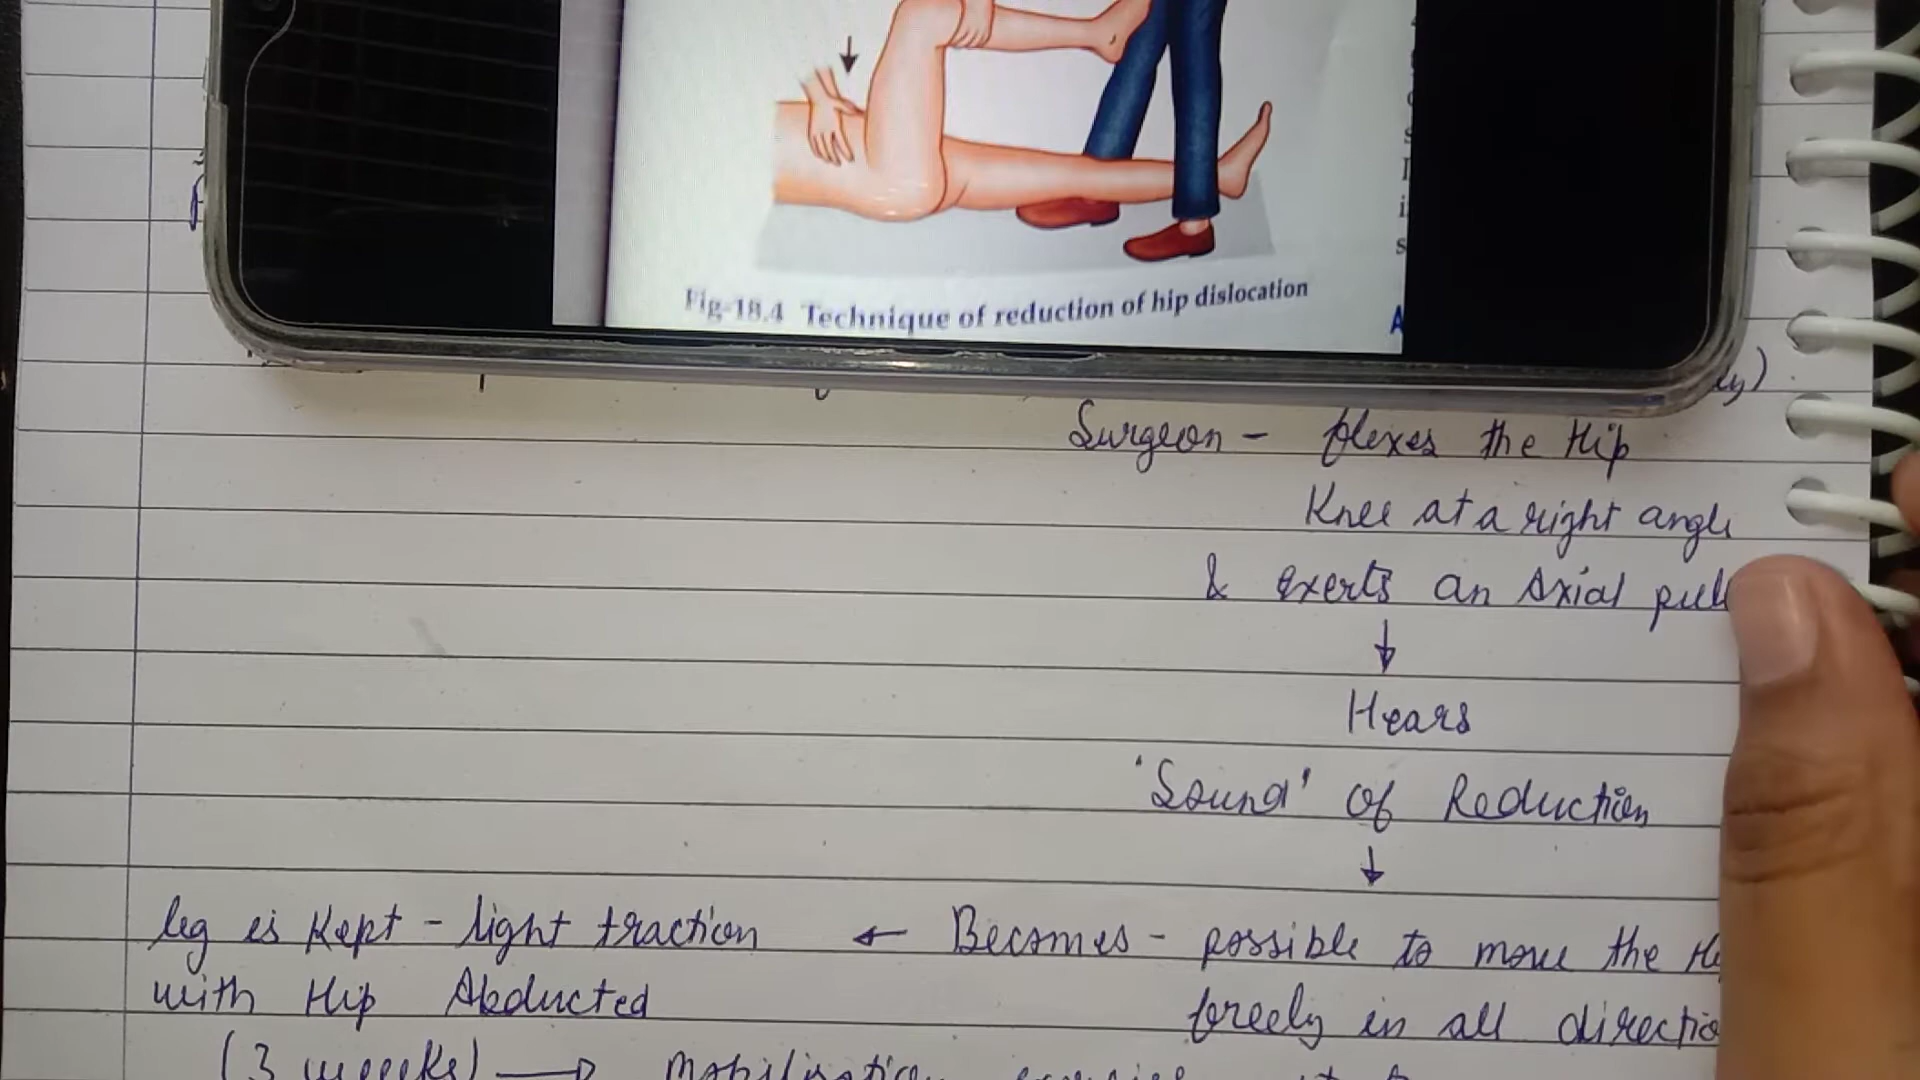 Fig-18.4 Technique of reduction of hip dislocation
Surgeon - flexes the Hip
Knee at a right angle
& exerts an Axial pull
↓
Hears
'Sound' of Reduction
↓
leg is Kept - light traction ← Becomes - possible to move the
with Hip Abducted freely in all
(3 weeks) →